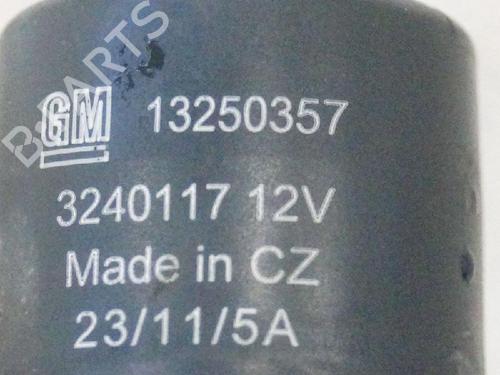 GM 13250357
3240117 12V
Made in CZ
23/11/5A
B-PARTS